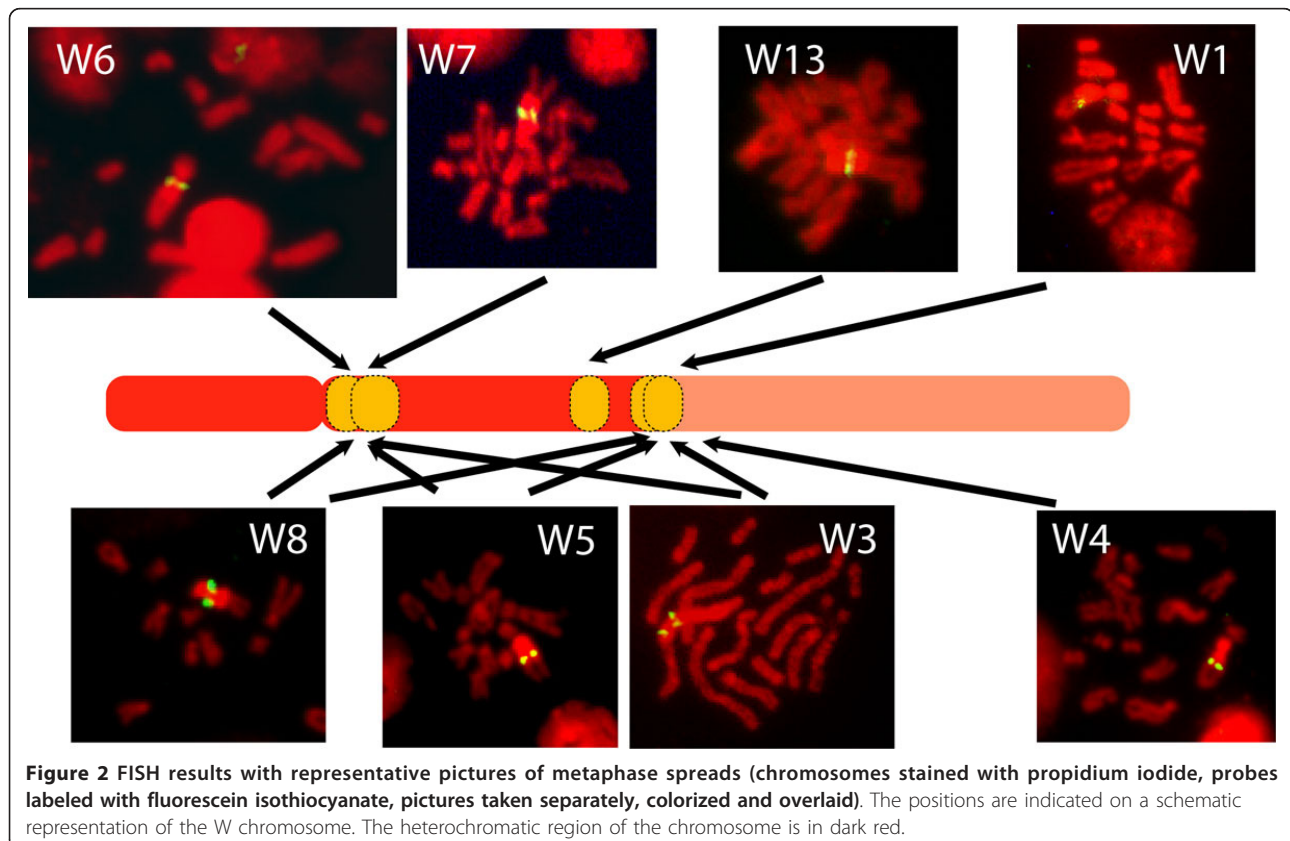 W6
W7
W13
W1
W8
W5
W3
W4
Figure 2 FISH results with representative pictures of metaphase spreads (chromosomes stained with propidium iodide, probes
labeled with fluorescein isothiocyanate, pictures taken separately, colorized and overlaid). The positions are indicated on a schematic
representation of the W chromosome. The heterochromatic region of the chromosome is in dark red.